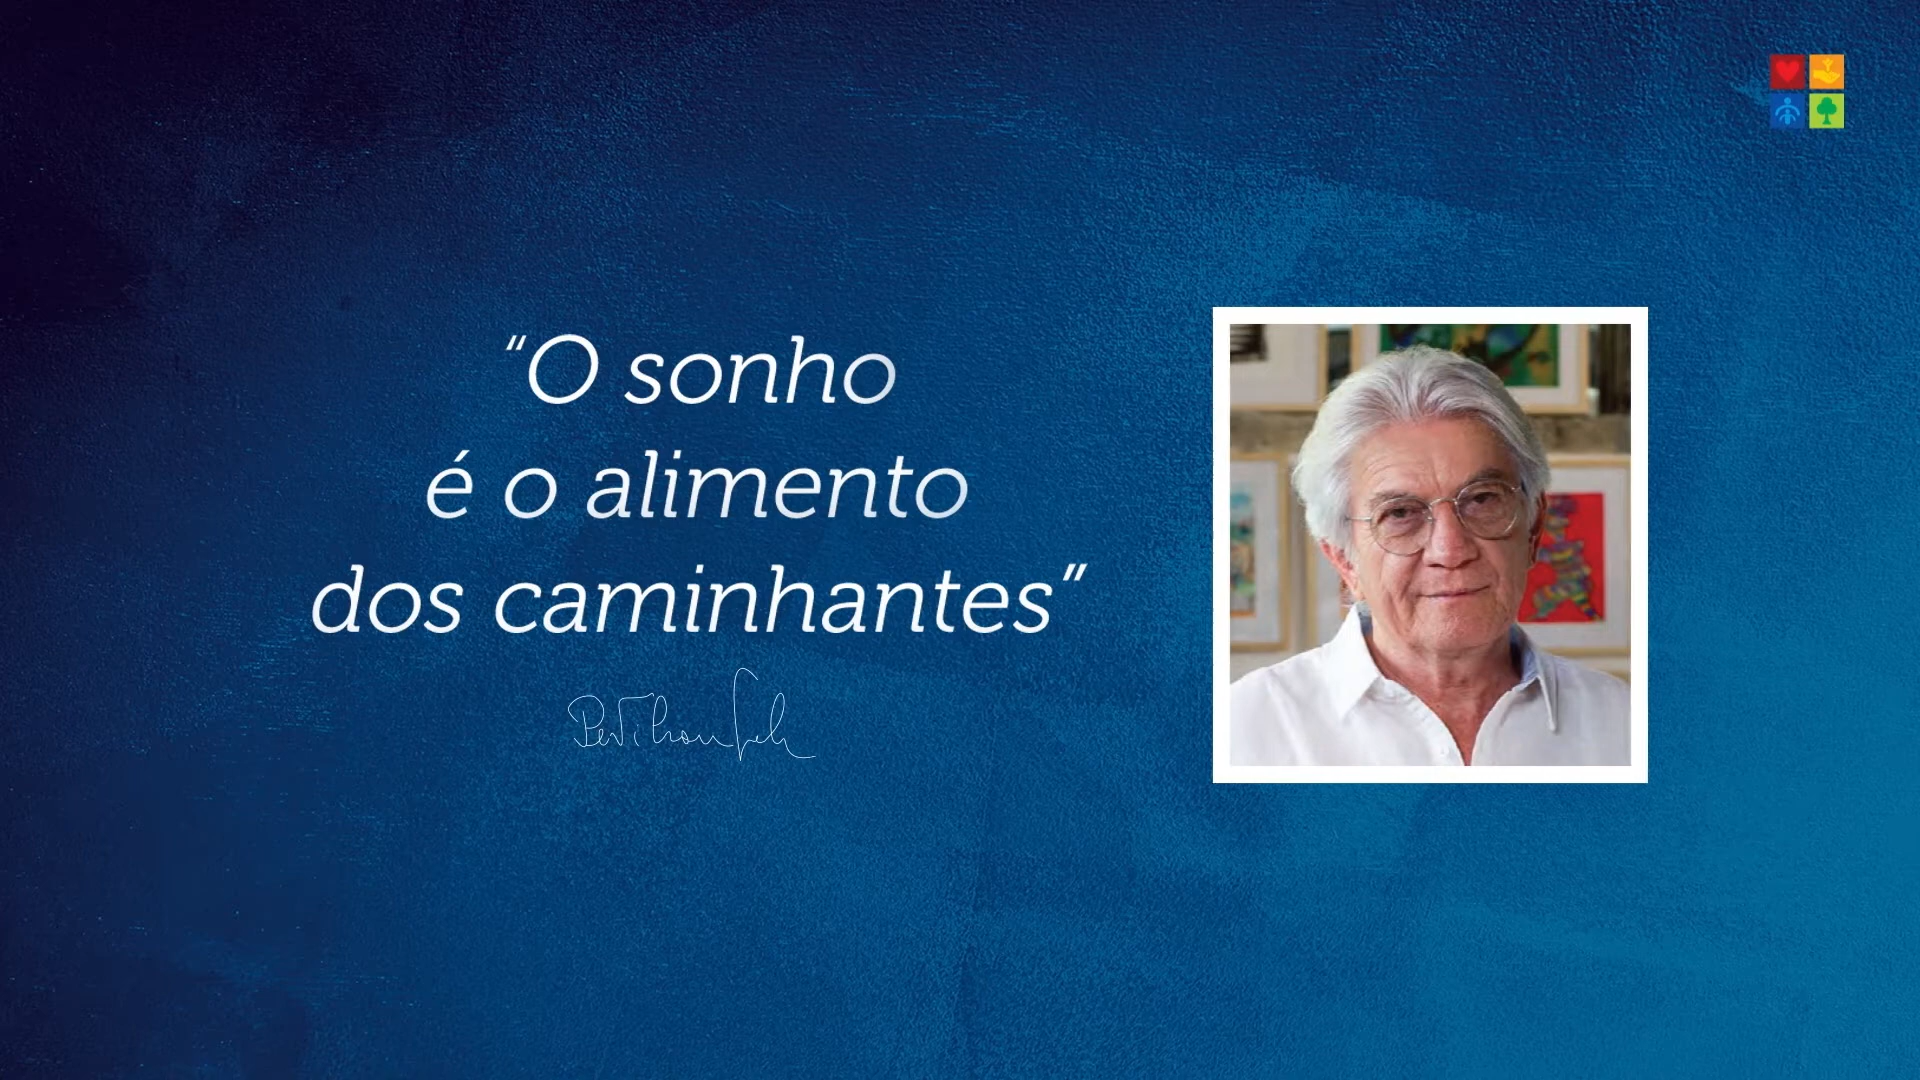 “O sonho
é o alimento
dos caminhantes”